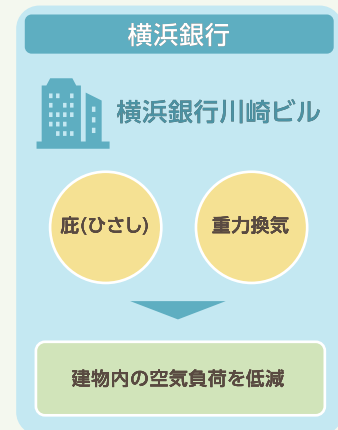 横浜銀行
横浜銀行川崎ビル
庇(ひさし)
重力換気
建物内の空気負荷を低減